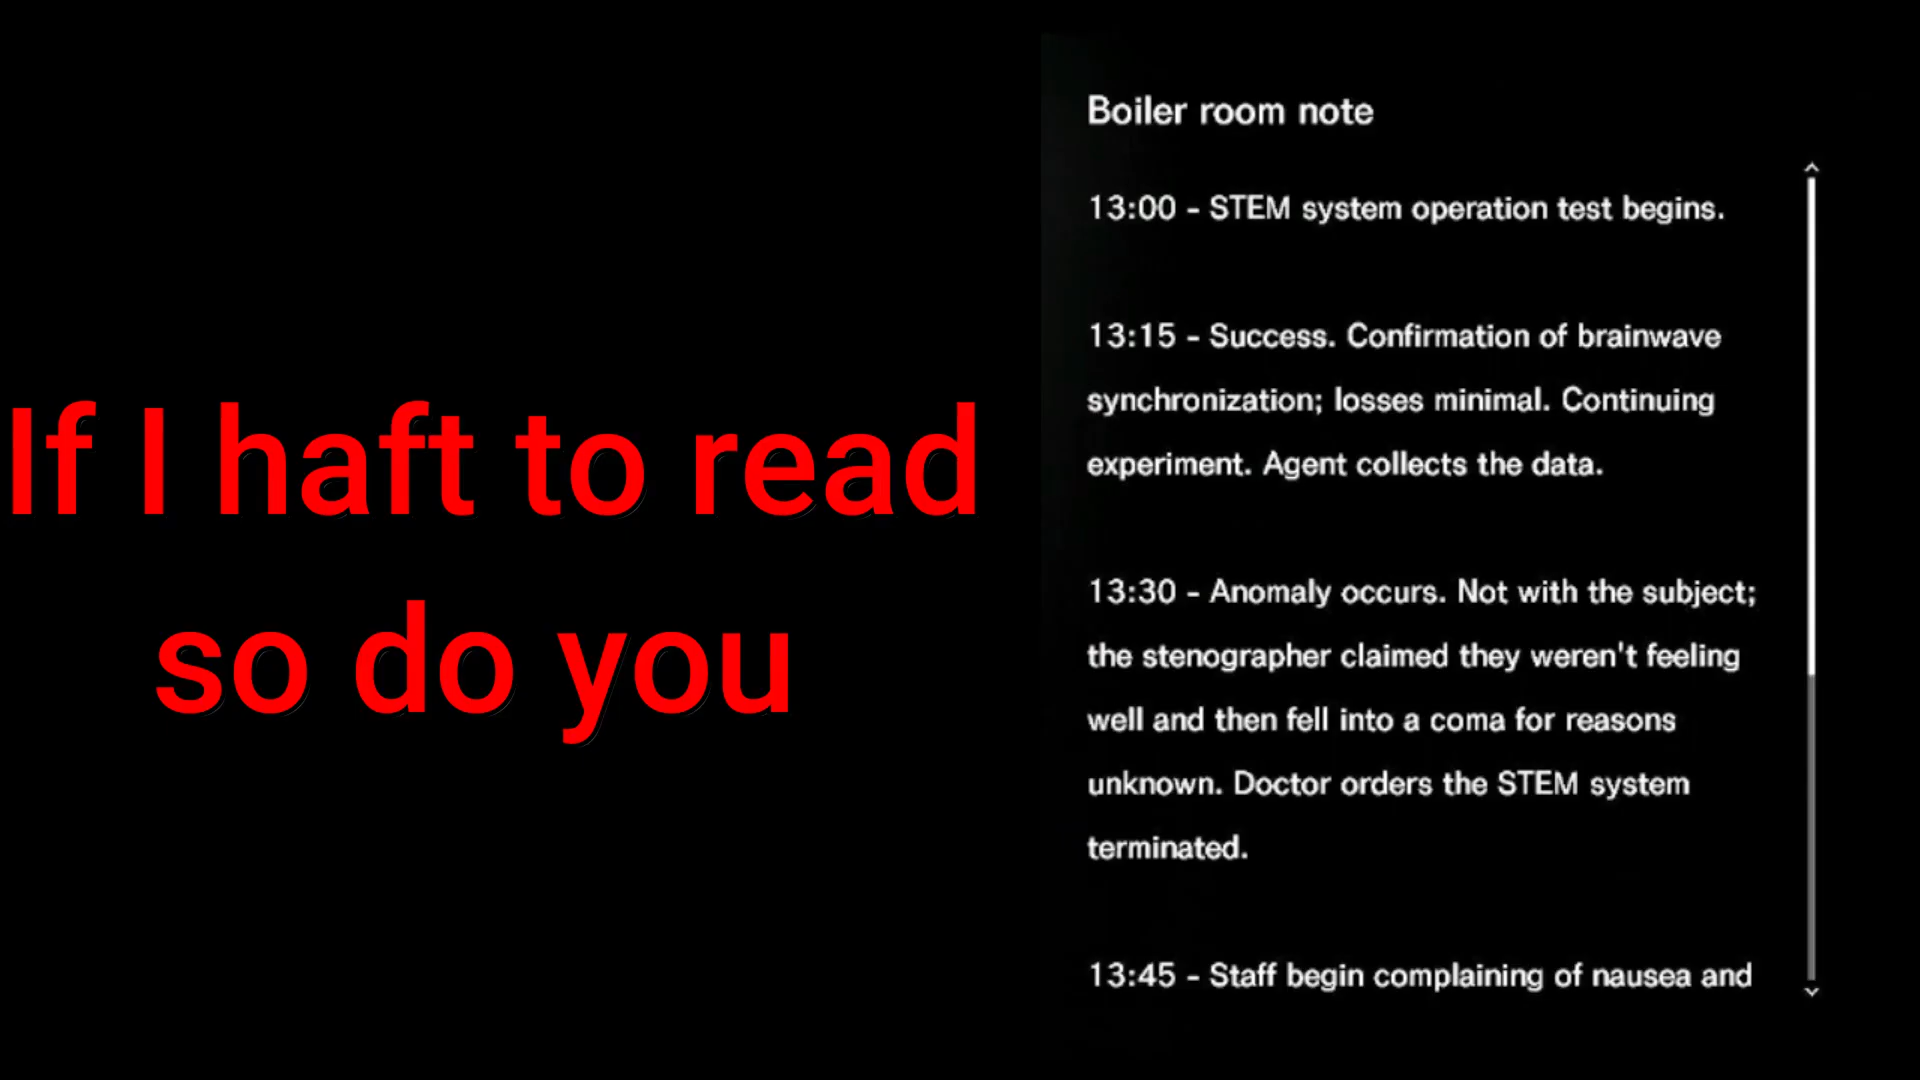 If I haft to read
so do you
Boiler room note
13:00 - STEM system operation test begins.
13:15 - Success. Confirmation of brainwave
synchronization; losses minimal. Continuing
experiment. Agent collects the data.
13:30 - Anomaly occurs. Not with the subject;
the stenographer claimed they weren't feeling
well and then fell into a coma for reasons
unknown. Doctor orders the STEM system
terminated.
13:45 - Staff begin complaining of nausea and